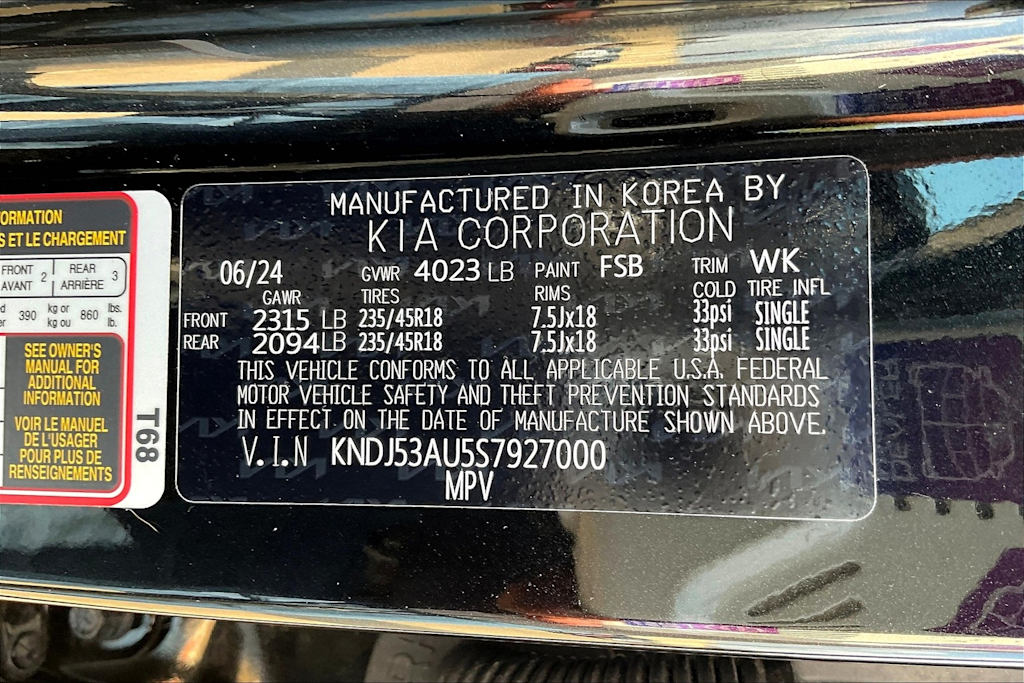 ORMATION
S ET LE CHARGEMENT
FRONT AVANT 2 REAR ARRIÈRE 3
390 kg or kg ou 860 lbs. lb.
SEE OWNER'S
MANUAL FOR
ADDITIONAL
INFORMATION
VOIR LE MANUEL
DE L'USAGER
POUR PLUS DE
RENSEIGNEMENTS
T68
MANUFACTURED IN KOREA BY
KIA CORPORATION
06/24 GVWR 4023 LB PAINT FSB TRIM WK
GAWR TIRES RIMS COLD TIRE INFL
FRONT 2315 LB 235/45R18 7.5Jx18 33psi SINGLE
REAR 2094 LB 235/45R18 7.5Jx18 33psi SINGLE
THIS VEHICLE CONFORMS TO ALL APPLICABLE U.S.A. FEDERAL
MOTOR VEHICLE SAFETY AND THEFT PREVENTION STANDARDS
IN EFFECT ON THE DATE OF MANUFACTURE SHOWN ABOVE.
V.I.N KNDJ53AU5S7927000
MPV